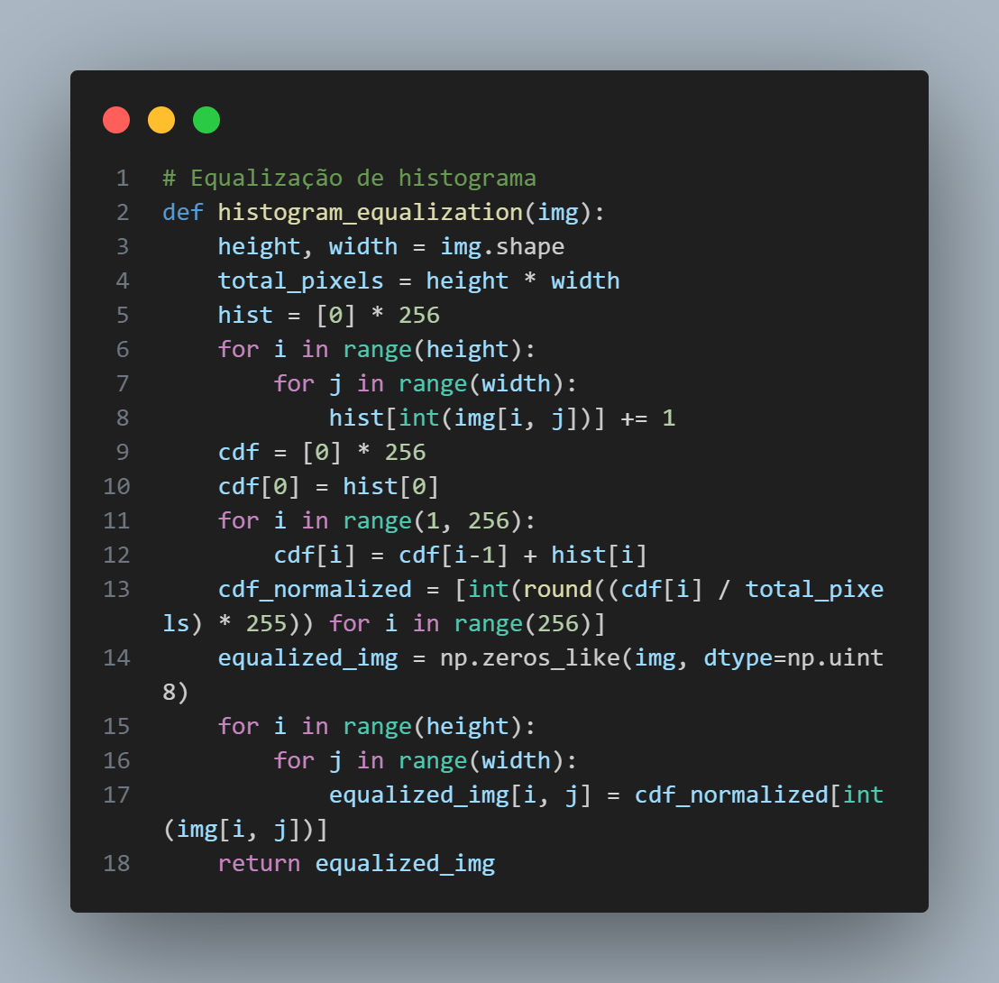 1 # Equalização de histograma
2 def histogram_equalization(img):
3     height, width = img.shape
4     total_pixels = height * width
5     hist = [0] * 256
6     for i in range(height):
7         for j in range(width):
8             hist[int(img[i, j])] += 1
9     cdf = [0] * 256
10     cdf[0] = hist[0]
11     for i in range(1, 256):
12         cdf[i] = cdf[i-1] + hist[i]
13     cdf_normalized = [int(round((cdf[i] / total_pixe
ls) * 255)) for i in range(256)]
14     equalized_img = np.zeros_like(img, dtype=np.uint
8)
15     for i in range(height):
16         for j in range(width):
17             equalized_img[i, j] = cdf_normalized[int
(img[i, j])]
18     return equalized_img